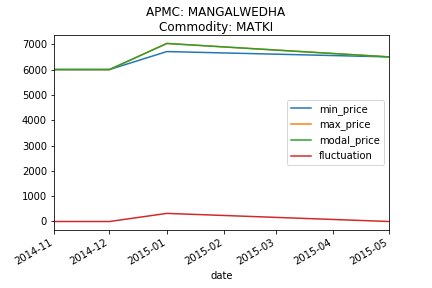 APMC: MANGALWEDHA
Commodity: MATKI
7000
6000
5000
4000
3000
2000
1000
0
min_price
max_price
modal_price
fluctuation
2014-11
2014-12
2015-01
2015-02
2015-03
2015-04
2015-05
date